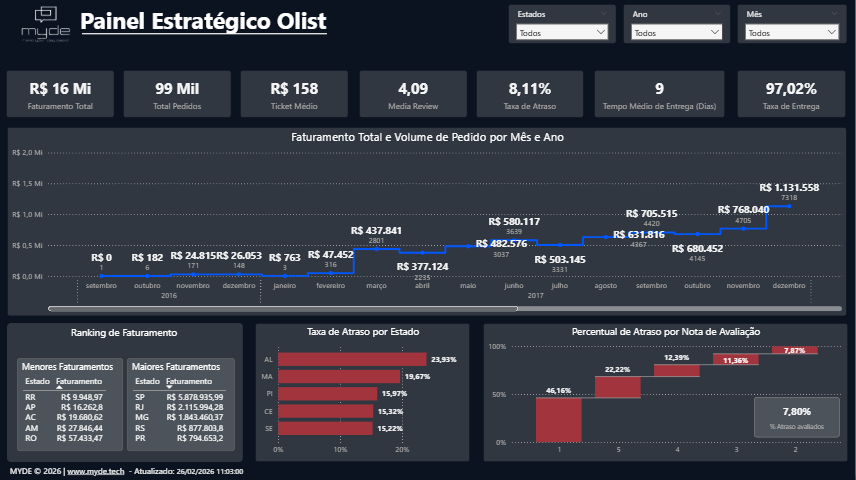 myde
Painel Estratégico Olist
Estados
Todos
Ano
Todos
Mês
Todos
R$ 16 Mi
Faturamento Total
99 Mil
Total Pedidos
R$ 158
Ticket Médio
4,09
Media Review
8,11%
Taxa de Atraso
9
Tempo Médio de Entrega (Dias)
97,02%
Taxa de Entrega
Faturamento Total e Volume de Pedido por Mês e Ano
R$ 2,0 Mi
R$ 1,5 Mi
R$ 1,0 Mi
R$ 0,5 Mi
R$ 0,0 Mi
R$ 0
1
R$ 182
6
R$ 24.815
171
R$ 26.053
148
R$ 763
3
R$ 47.452
316
R$ 437.841
2801
R$ 377.124
2235
R$ 482.576
3037
R$ 580.117
3639
R$ 503.145
3331
R$ 631.816
4367
R$ 705.515
4420
R$ 680.452
4145
R$ 768.040
4705
R$ 1.131.558
7318
setembro outubro novembro dezembro janeiro fevereiro março abril maio junho julho agosto setembro outubro novembro dezembro
2016 2017
Ranking de Faturamento
Menores Faturamentos
Estado Faturamento
RR R$ 9.948,97
AP R$ 16.262,8
AC R$ 19.680,62
AM R$ 27.846,44
RO R$ 57.433,47
Maiores Faturamentos
Estado Faturamento
SP R$ 5.878.935,99
RJ R$ 2.115.994,28
MG R$ 1.843.460,37
RS R$ 877.803,8
PR R$ 794.653,2
Taxa de Atraso por Estado
AL 23,93%
MA 19,67%
PI 15,97%
CE 15,32%
SE 15,22%
0% 10% 20%
Percentual de Atraso por Nota de Avaliação
100%
50%
0%
46,16%
22,22%
12,39%
11,36%
7,87%
1 5 4 3 2
7,80%
% Atraso avaliados
MYDE © 2026 | www.myde.tech - Atualizado: 26/02/2026 11:03:00